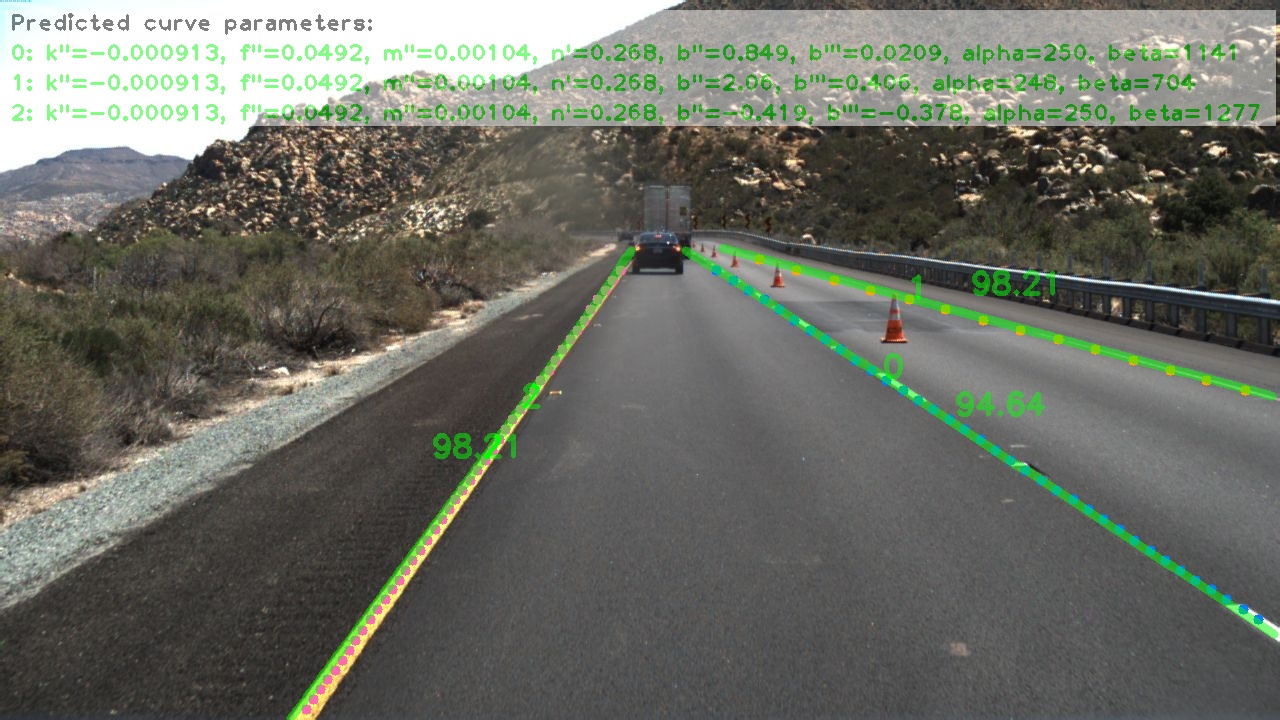 Predicted curve parameters:
0: k''=-0.000913, f''=0.0492, m''=0.00104, n'=0.268, b''=0.849, b'''=0.0209, alpha=250, beta=1141
1: k''=-0.000913, f''=0.0492, m''=0.00104, n'=0.268, b''=2.06, b'''=0.406, alpha=248, beta=704
2: k''=-0.000913, f''=0.0492, m''=0.00104, n'=0.268, b''=-0.419, b'''=-0.378, alpha=250, beta=1277
1 98.21
0
94.64
2
98.21